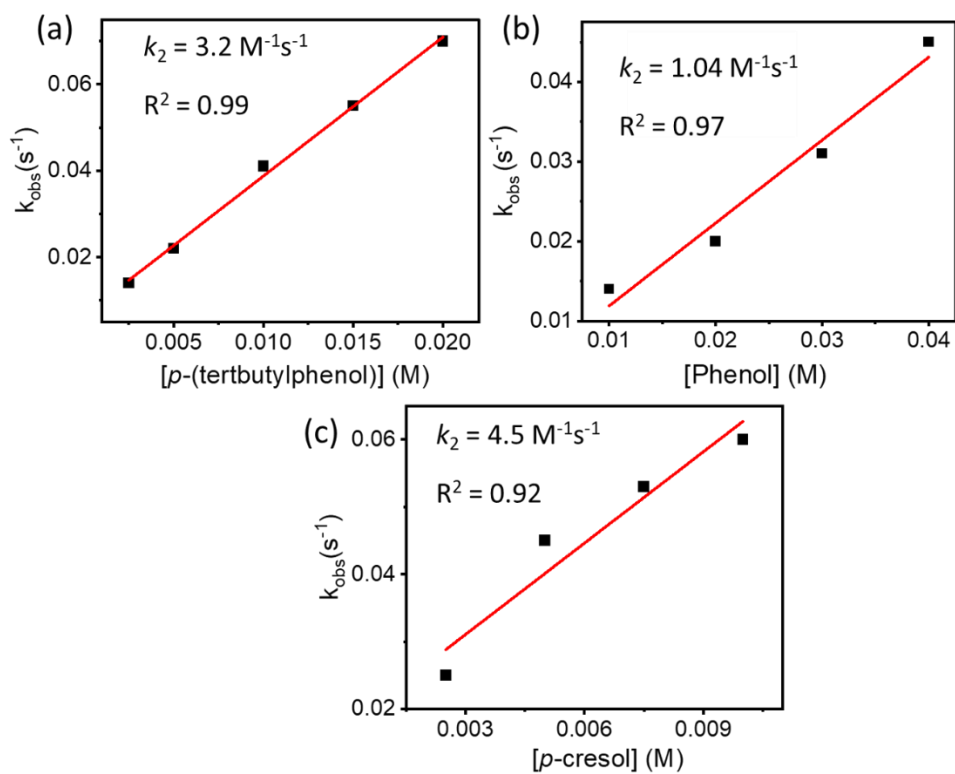 (a)
k₂ = 3.2 M⁻¹s⁻¹
R² = 0.99
0.06
0.04
0.02
k_obs(s⁻¹)
0.005 0.010 0.015 0.020
[p-(tertbutylphenol)] (M)
(b)
k₂ = 1.04 M⁻¹s⁻¹
R² = 0.97
0.04
0.03
0.02
0.01
k_obs(s⁻¹)
0.01 0.02 0.03 0.04
[Phenol] (M)
(c)
k₂ = 4.5 M⁻¹s⁻¹
R² = 0.92
0.06
0.04
0.02
k_obs(s⁻¹)
0.003 0.006 0.009
[p-cresol] (M)